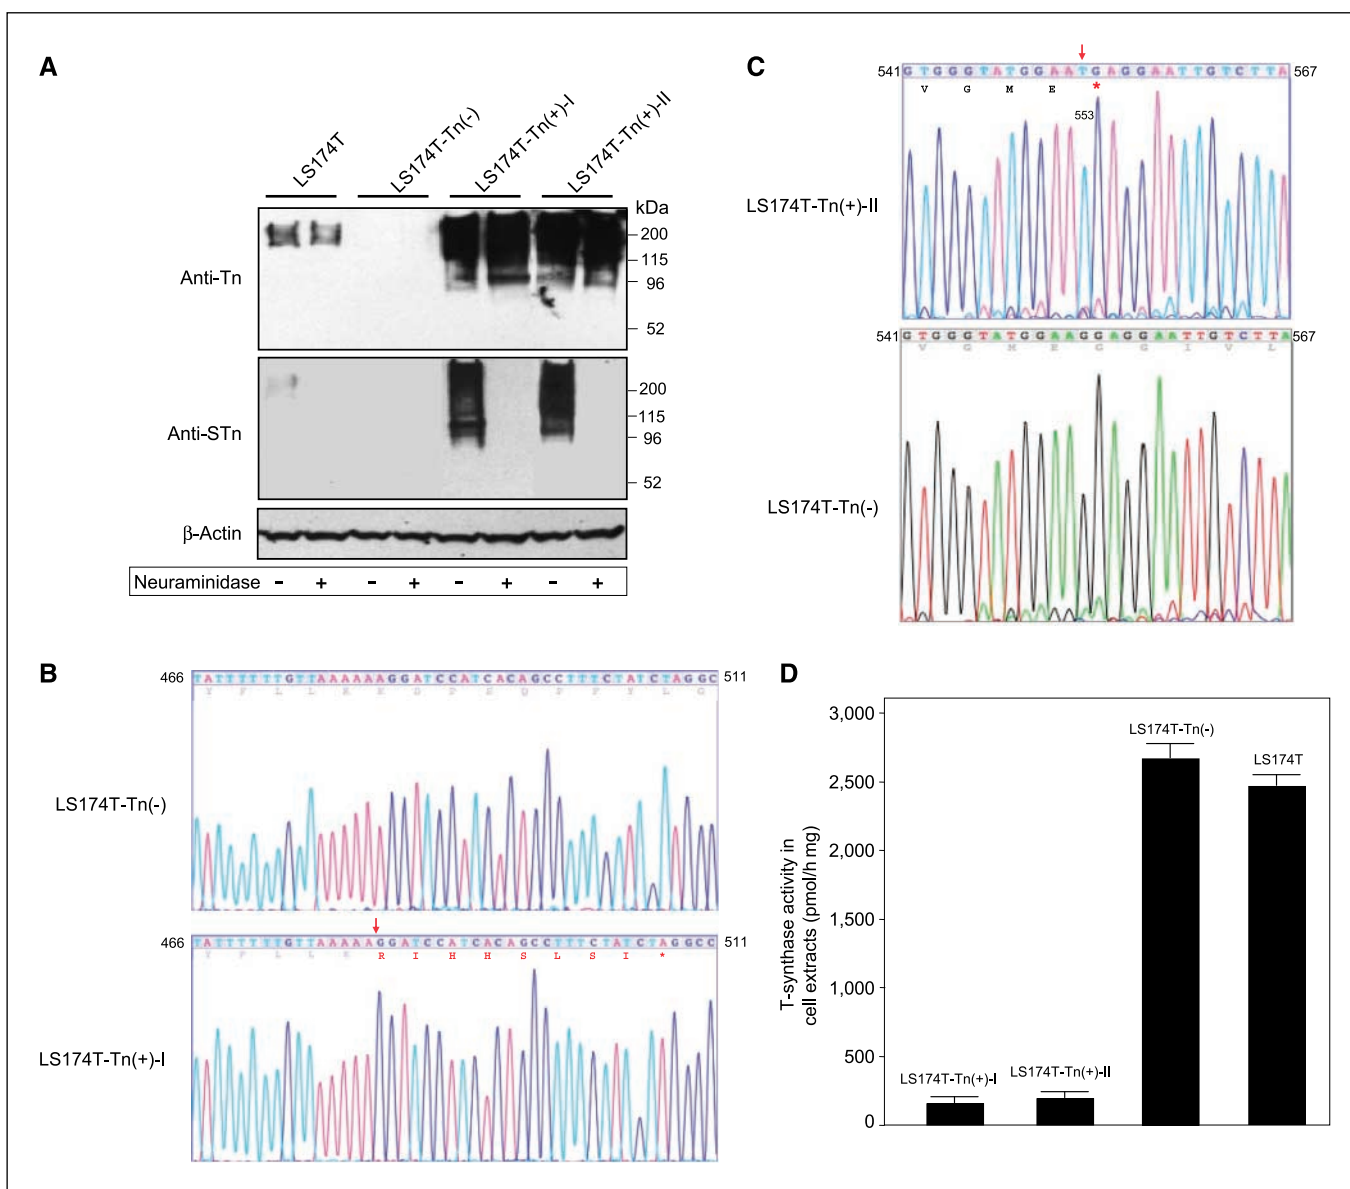 A
LS174T
LS174T-Tn(-)
LS174T-Tn(+)-I
LS174T-Tn(+)-II
kDa
Anti-Tn
200
115
96
52
Anti-STn
200
115
96
52
β-Actin
Neuraminidase - + - + - + - +
B
466 TATTTTTTGTTAAAAAAGGATCCATCACAGCCTTTCTATCTAGGC 511
Y F L L K K D P S Q P F Y L G
LS174T-Tn(-)
466 TATTTTTTGTTAAAAAGGATCCATCACAGCCTTTCTATCTAGGCC 511
Y F L L K R I H H S L S I *
LS174T-Tn(+)-I
C
541 GTGGGTATGGAATGAGGAATTGTCTTA 567
V G M E *
553
LS174T-Tn(+)-II
541 GTGGGTATGGAAGGAGGAATTGTCTTA 567
V G M E G G I V L
LS174T-Tn(-)
D
T-synthase activity in
cell extracts (pmol/h mg)
3,000
2,500
2,000
1,500
1,000
500
0
LS174T-Tn(+)-I
LS174T-Tn(+)-II
LS174T-Tn(-)
LS174T